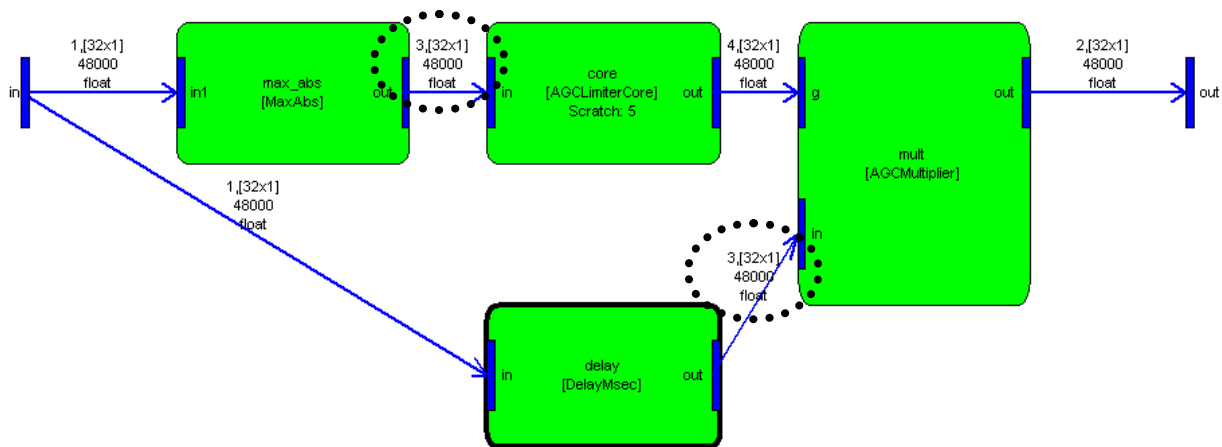 1,[32x1]
48000
float
in
in1
max_abs
[MaxAbs]
out
3,[32x1]
48000
float
in
core
[AGCLimiterCore]
Scratch: 5
out
4,[32x1]
48000
float
g
mult
[AGCMultiplier]
in
out
2,[32x1]
48000
float
out
1,[32x1]
48000
float
3,[32x1]
48000
float
in
delay
[DelayMsec]
out